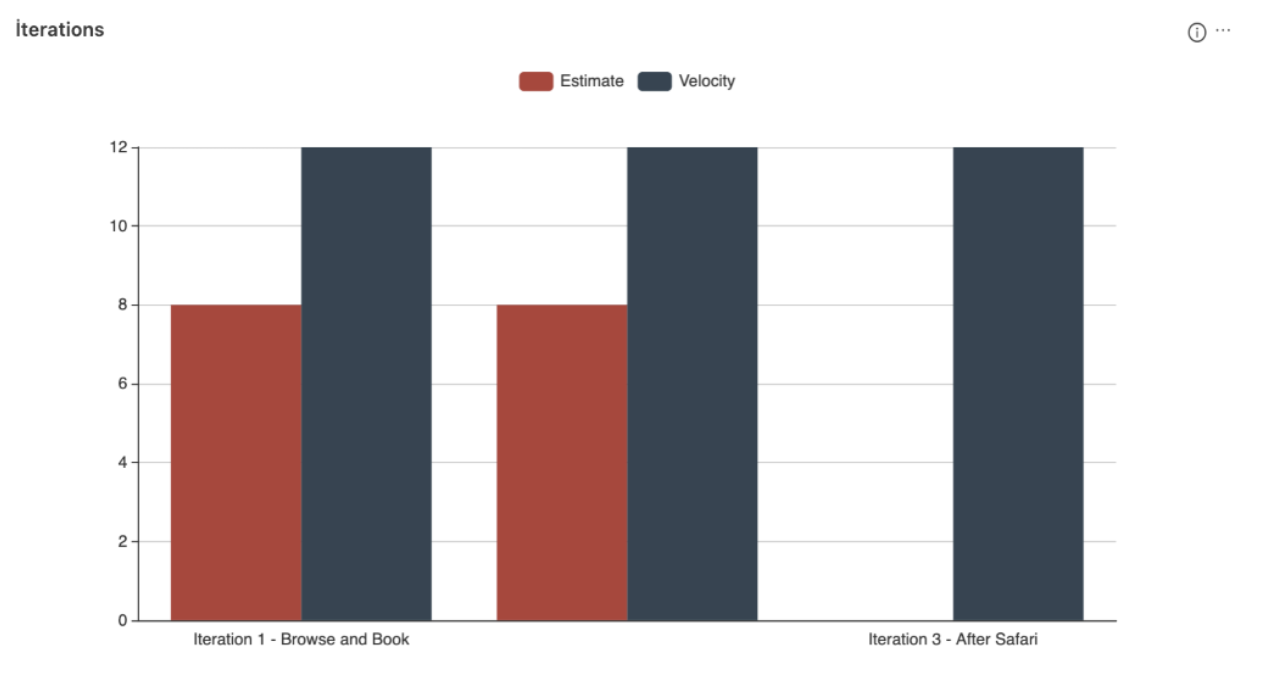 İterations
Estimate Velocity
12
10
8
6
4
2
0
Iteration 1 - Browse and Book Iteration 3 - After Safari